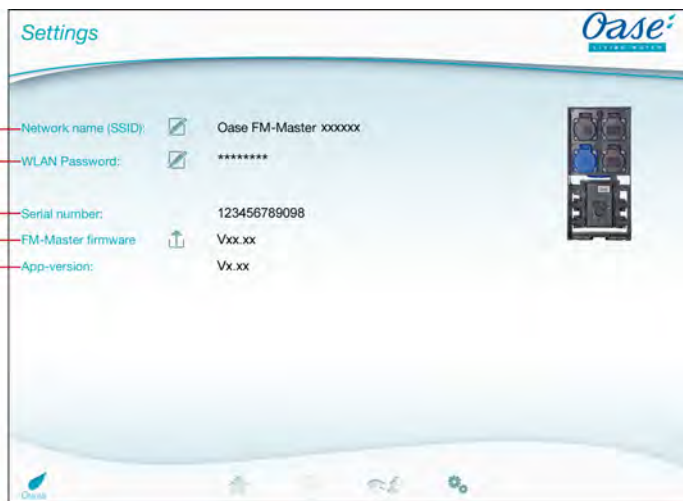 Settings
Oase
LIVING WATER
Network name (SSID): Oase FM-Master xxxxxx
WLAN Password: ********
Serial number: 123456789098
FM-Master firmware Vxx.xx
App-version: Vx.xx
Oase